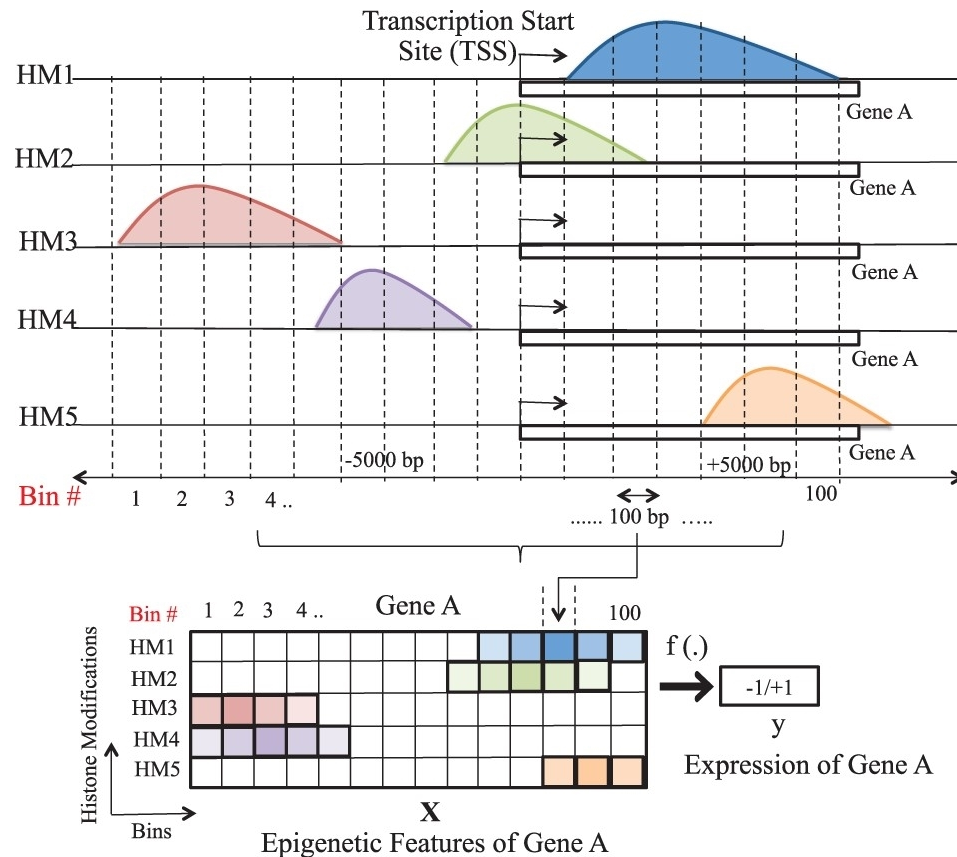 Transcription Start
Site (TSS)
HM1
Gene A
HM2
Gene A
HM3
Gene A
HM4
Gene A
HM5
Gene A
-5000 bp
+5000 bp
Bin #
1 2 3 4 ..
100
...... 100 bp .....
Bin # 1 2 3 4 .. Gene A 100
HM1
HM2
HM3
HM4
HM5
Histone Modifications
Bins
X
Epigenetic Features of Gene A
f (.)
-1/+1
y
Expression of Gene A